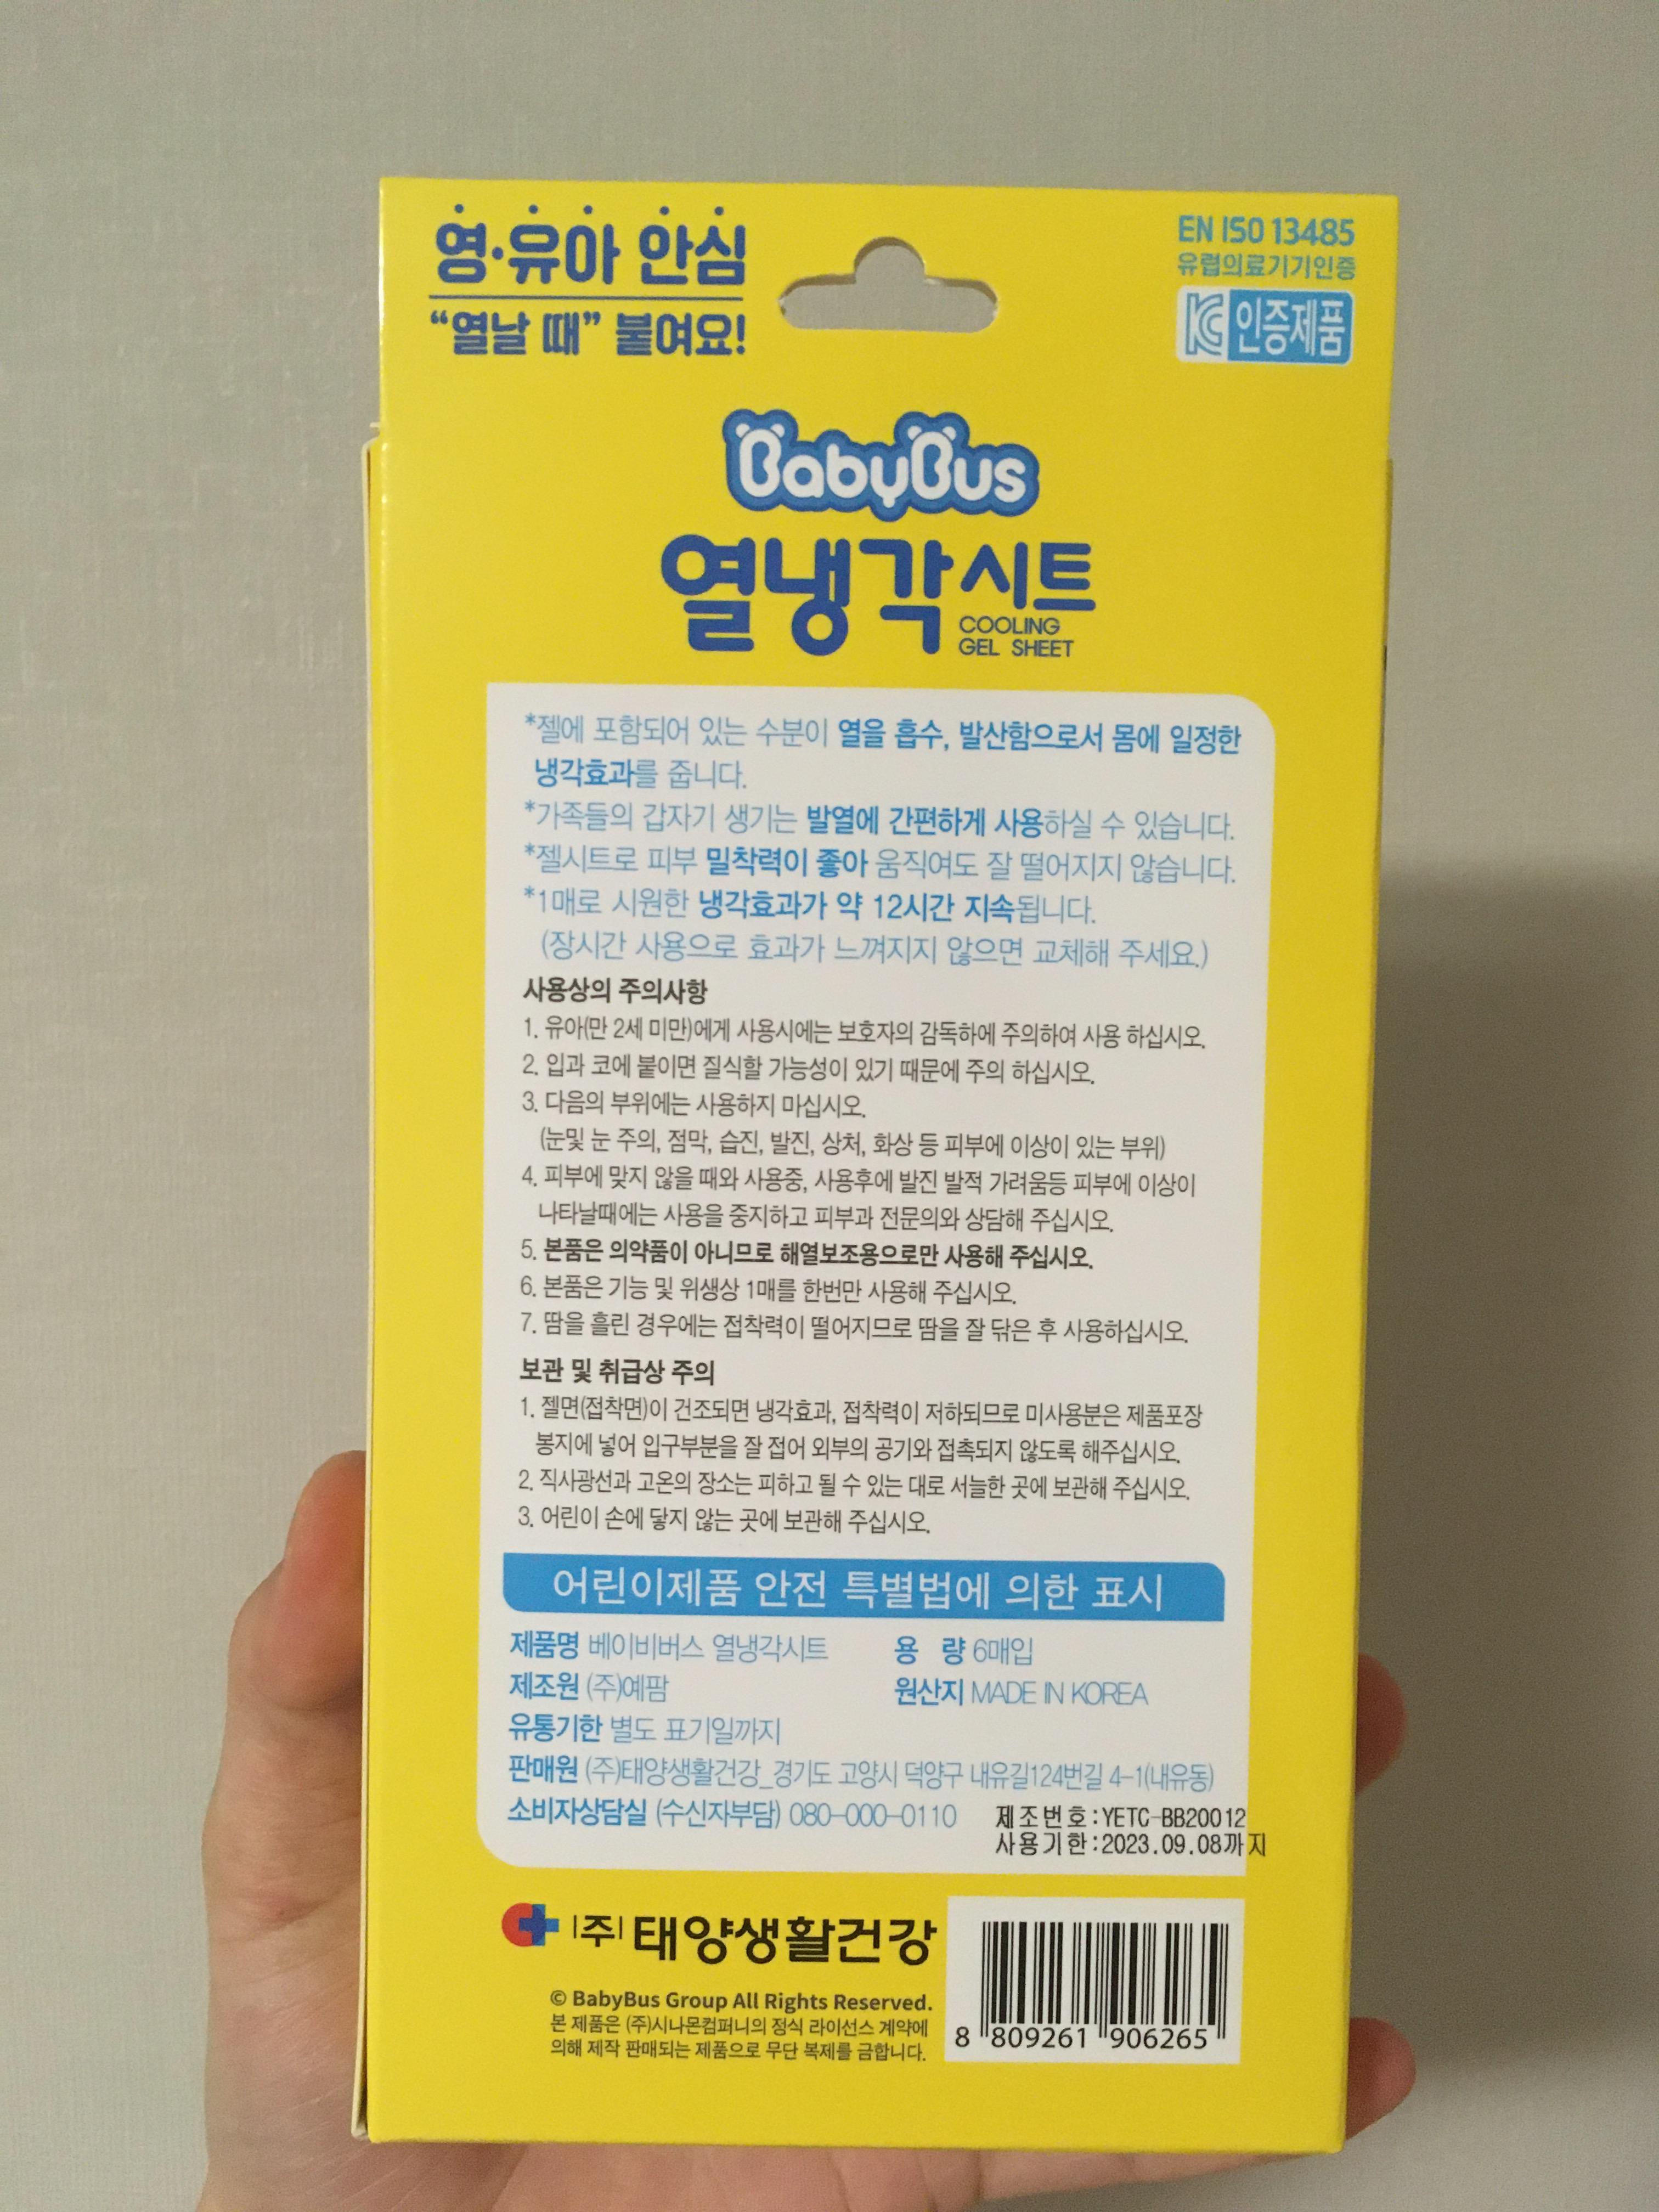 영·유아 안심
“열날 때” 붙여요!
EN ISO 13485
유럽의료기기인증
KC 인증제품
BabyBus
열냉각시트
COOLING
GEL SHEET
*젤에 포함되어 있는 수분이 열을 흡수, 발산함으로서 몸에 일정한
냉각효과를 줍니다.
*가족들의 갑자기 생기는 발열에 간편하게 사용하실 수 있습니다.
*젤시트로 피부 밀착력이 좋아 움직여도 잘 떨어지지 않습니다.
*1매로 시원한 냉각효과가 약 12시간 지속됩니다.
(장시간 사용으로 효과가 느껴지지 않으면 교체해 주세요.)
사용상의 주의사항
1. 유아(만 2세 미만)에게 사용시에는 보호자의 감독하에 주의하여 사용 하십시오.
2. 입과 코에 붙이면 질식할 가능성이 있기 때문에 주의 하십시오.
3. 다음의 부위에는 사용하지 마십시오.
(눈및 눈 주의, 점막, 습진, 발진, 상처, 화상 등 피부에 이상이 있는 부위)
4. 피부에 맞지 않을 때와 사용중, 사용후에 발진 발적 가려움등 피부에 이상이
나타날때에는 사용을 중지하고 피부과 전문의와 상담해 주십시오.
5. 본품은 의약품이 아니므로 해열보조용으로만 사용해 주십시오.
6. 본품은 기능 및 위생상 1매를 한번만 사용해 주십시오.
7. 땀을 흘린 경우에는 접착력이 떨어지므로 땀을 잘 닦은 후 사용하십시오.
보관 및 취급상 주의
1. 젤면(접착면)이 건조되면 냉각효과, 접착력이 저하되므로 미사용분은 제품포장
봉지에 넣어 입구부분을 잘 접어 외부의 공기와 접촉되지 않도록 해주십시오.
2. 직사광선과 고온의 장소는 피하고 될 수 있는 대로 서늘한 곳에 보관해 주십시오.
3. 어린이 손에 닿지 않는 곳에 보관해 주십시오.
어린이제품 안전 특별법에 의한 표시
제품명 베이비버스 열냉각시트 용 량 6매입
제조원 (주)예팜 원산지 MADE IN KOREA
유통기한 별도 표기일까지
판매원 (주)태양생활건강_경기도 고양시 덕양구 내유길124번길 4-1(내유동)
소비자상담실 (수신자부담) 080-000-0110
제조번호:YETC-BB20012
사용기한:2023.09.08까지
(주) 태양생활건강
© BabyBus Group All Rights Reserved.
본 제품은 (주)시나몬컴퍼니의 정식 라이선스 계약에
의해 제작 판매되는 제품으로 무단 복제를 금합니다.
8 809261 906265